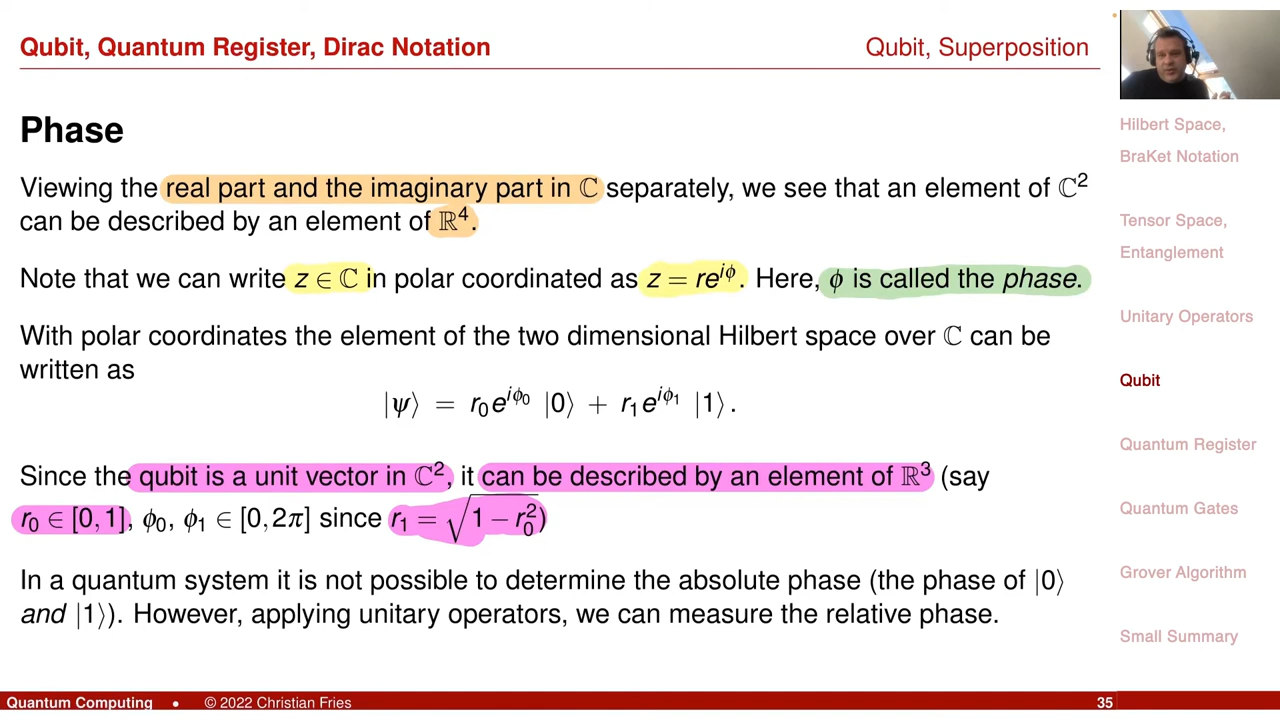 Qubit, Quantum Register, Dirac Notation
Qubit, Superposition
Phase
Viewing the real part and the imaginary part in ℂ separately, we see that an element of ℂ²
can be described by an element of ℝ⁴.
Note that we can write z ∈ ℂ in polar coordinated as z = re^{iϕ}. Here, ϕ is called the phase.
With polar coordinates the element of the two dimensional Hilbert space over ℂ can be
written as
|ψ⟩ = r₀e^{iϕ₀} |0⟩ + r₁e^{iϕ₁} |1⟩.
Since the qubit is a unit vector in ℂ², it can be described by an element of ℝ³ (say
r₀ ∈ [0, 1], ϕ₀, ϕ₁ ∈ [0, 2π] since r₁ = √(1 − r₀²))
In a quantum system it is not possible to determine the absolute phase (the phase of |0⟩
and |1⟩). However, applying unitary operators, we can measure the relative phase.
Hilbert Space,
BraKet Notation
Tensor Space,
Entanglement
Unitary Operators
Qubit
Quantum Register
Quantum Gates
Grover Algorithm
Small Summary
Quantum Computing • © 2022 Christian Fries
35